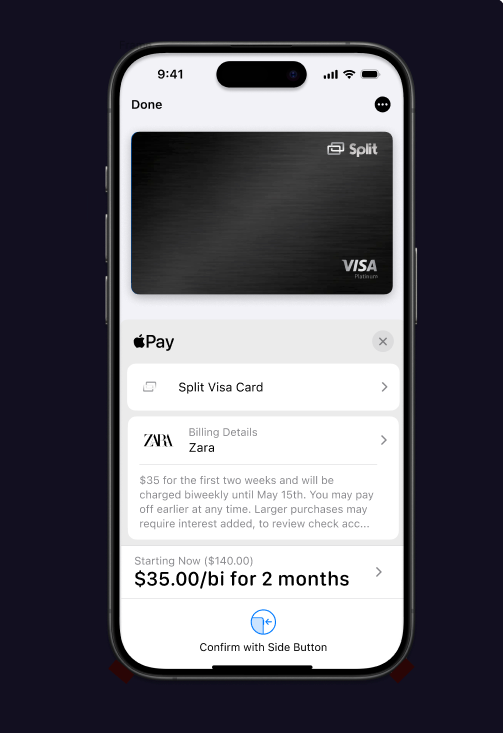 9:41
Done
Split
VISA
Platinum
Pay
Split Visa Card
ZARA
Billing Details
Zara
$35 for the first two weeks and will be
charged biweekly until May 15th. You may pay
off earlier at any time. Larger purchases may
require interest added, to review check acc...
Starting Now ($140.00)
$35.00/bi for 2 months
Confirm with Side Button